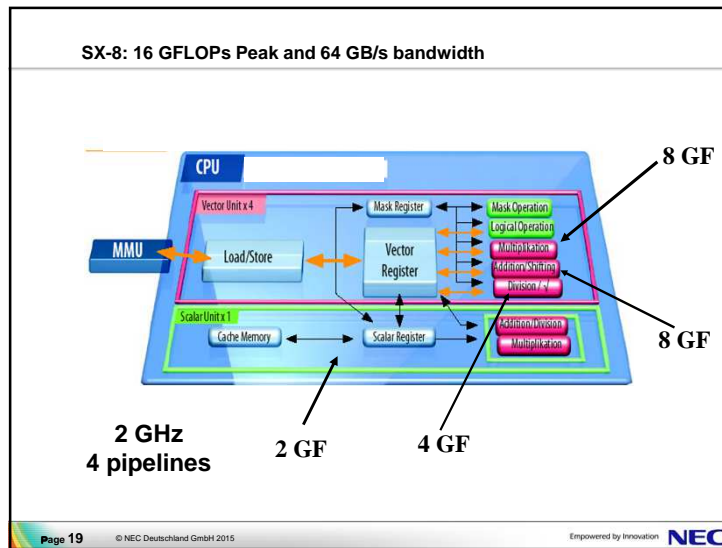 SX-8: 16 GFLOPs Peak and 64 GB/s bandwidth
8 GF
CPU
Vector Unit x 4
Mask Register
Mask Operation
Logical Operation
Multiplikation
MMU
Load/Store
Vector
Register
Addition/Shifting
Division / √
Scalar Unit x 1
Addition/Division
Cache Memory
Scalar Register
Multiplikation
8 GF
2 GHz
4 pipelines
2 GF
4 GF
Page 19
© NEC Deutschland GmbH 2015
Empowered by Innovation
NEC